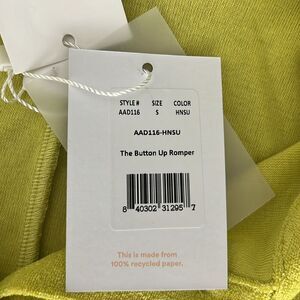 STYLE # SIZE COLOR
AAD116 S HNSU
AAD116-HNSU
The Button Up Romper
8 40302 31295 7
This is made from
100% recycled paper.